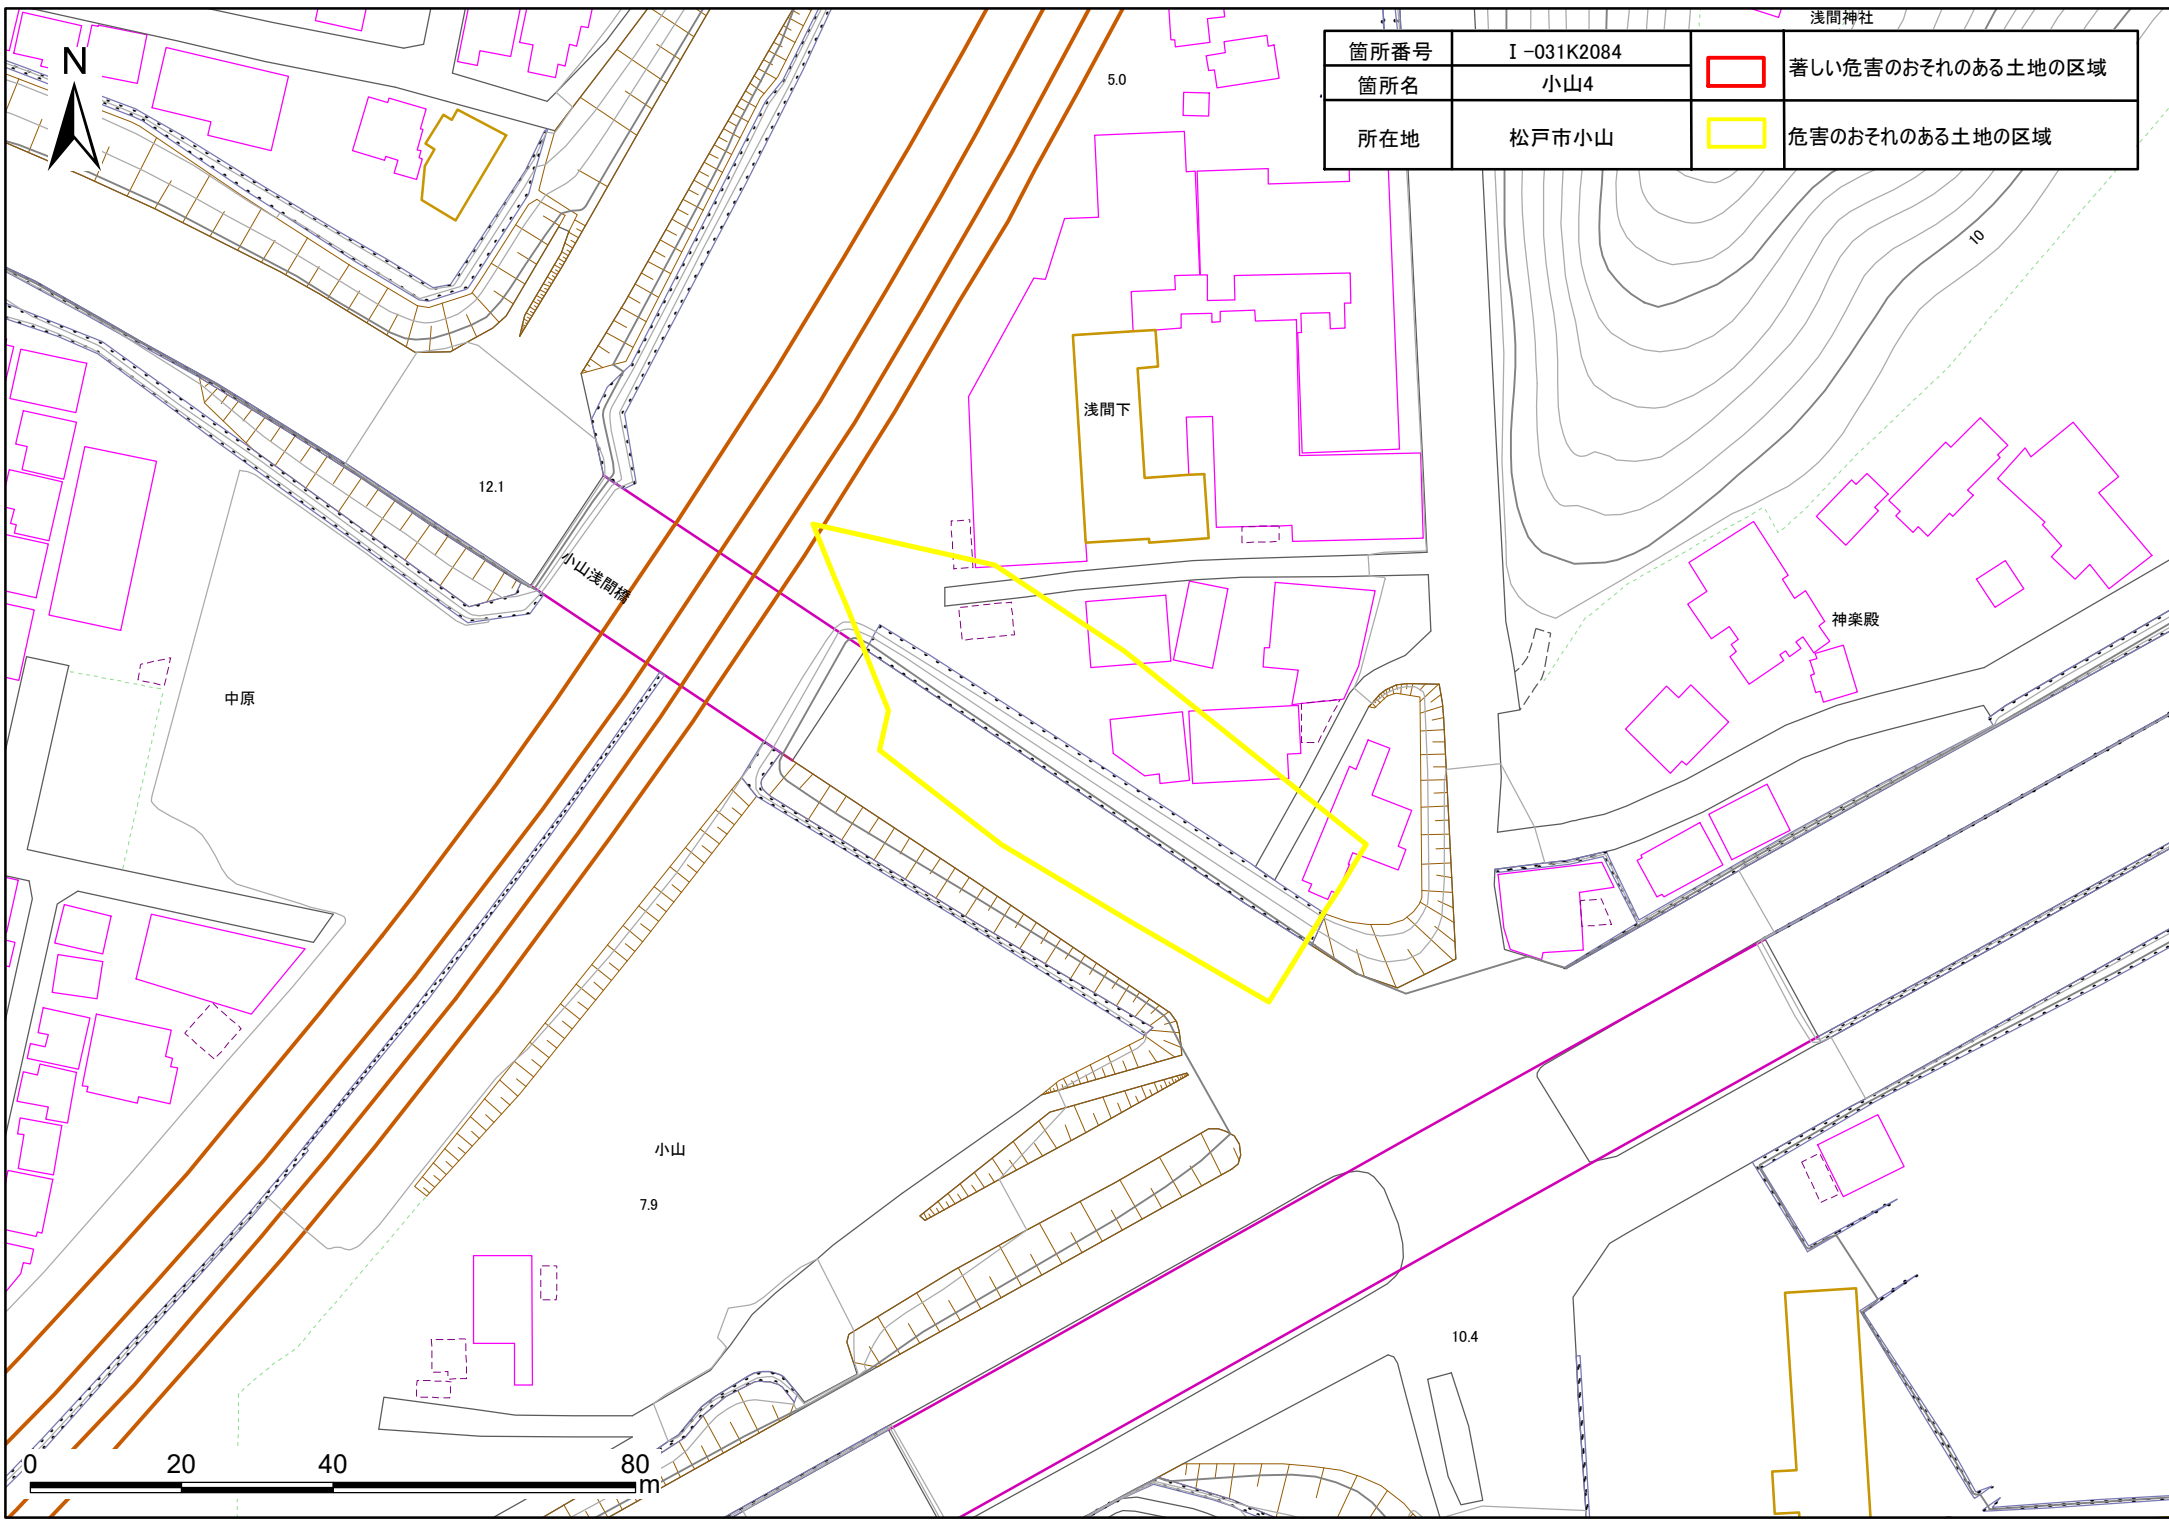 浅間神社
箇所番号 Ⅰ-031K2084 著しい危害のおそれのある土地の区域
箇所名 小山4
所在地 松戸市小山 危害のおそれのある土地の区域
N
5.0
10
浅間下
12.1
小山浅間橋
神楽殿
中原
小山
7.9
10.4
0 20 40 80
m